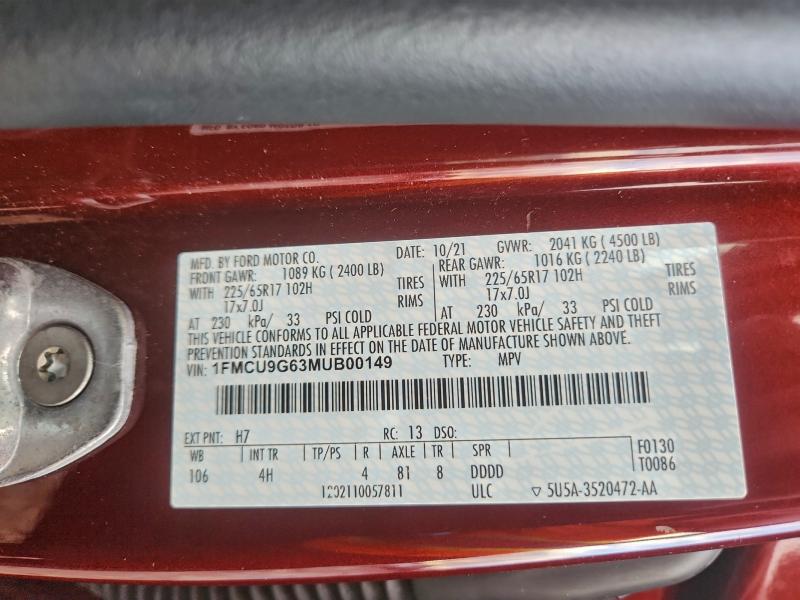 MFD. BY FORD MOTOR CO. DATE: 10/21 GVWR: 2041 KG ( 4500 LB)
FRONT GAWR: 1089 KG ( 2400 LB) REAR GAWR: 1016 KG ( 2240 LB)
WITH 225/65R17 102H TIRES WITH 225/65R17 102H TIRES
17x7.0J RIMS 17x7.0J RIMS
AT 230 kPa/ 33 PSI COLD AT 230 kPa/ 33 PSI COLD
THIS VEHICLE CONFORMS TO ALL APPLICABLE FEDERAL MOTOR VEHICLE SAFETY AND THEFT
PREVENTION STANDARDS IN EFFECT ON THE DATE OF MANUFACTURE SHOWN ABOVE.
VIN: 1FMCU9G63MUB00149 TYPE: MPV
EXT PNT: H7 RC: 13 DSO:
WB INT TR TP/PS R AXLE TR SPR F0130
106 4H 4 81 8 DDDD T0086
1202110057811 ULC ▽ 5U5A-3520472-AA